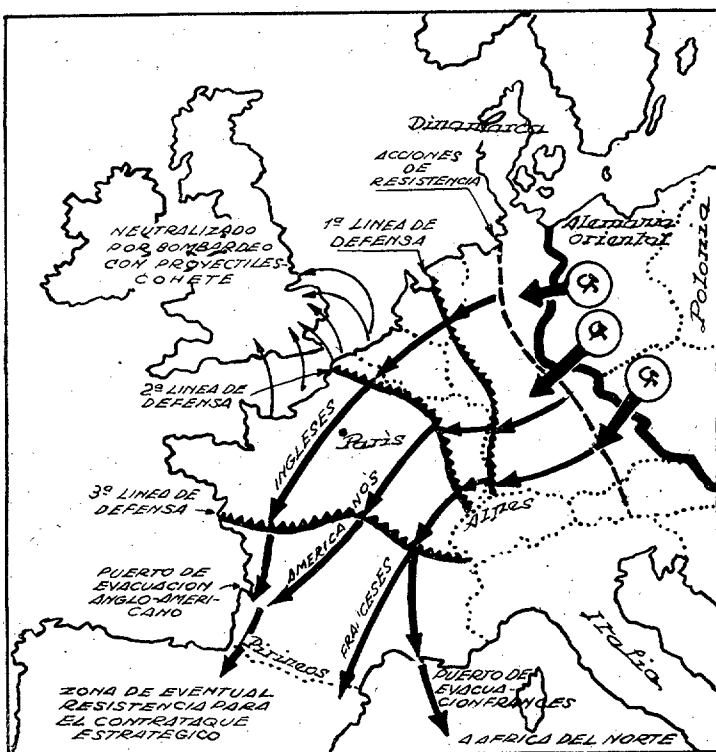 Dinamarca
ACCIONES
DE
RESISTENCIA
1ª LINEA DE
DEFENSA
Alemania
oriental
Polonia
NEUTRALIZADO
POR BOMBARDEO
CON PROYECTILES-
COHETE
2ª LINEA DE
DEFENSA
INGLESES
París
3ª LINEA DE
DEFENSA
AMERICANOS
Alpes
PUERTO DE
EVACUACION
ANGLO-AMERI-
CANO
FRANCESES
Pirineos
Italia
PUERTO DE
EVACUA-
CION FRANCES
ZONA DE EVENTUAL
RESISTENCIA PARA
EL CONTRATAQUE
ESTRATEGICO
A AFRICA DEL NORTE